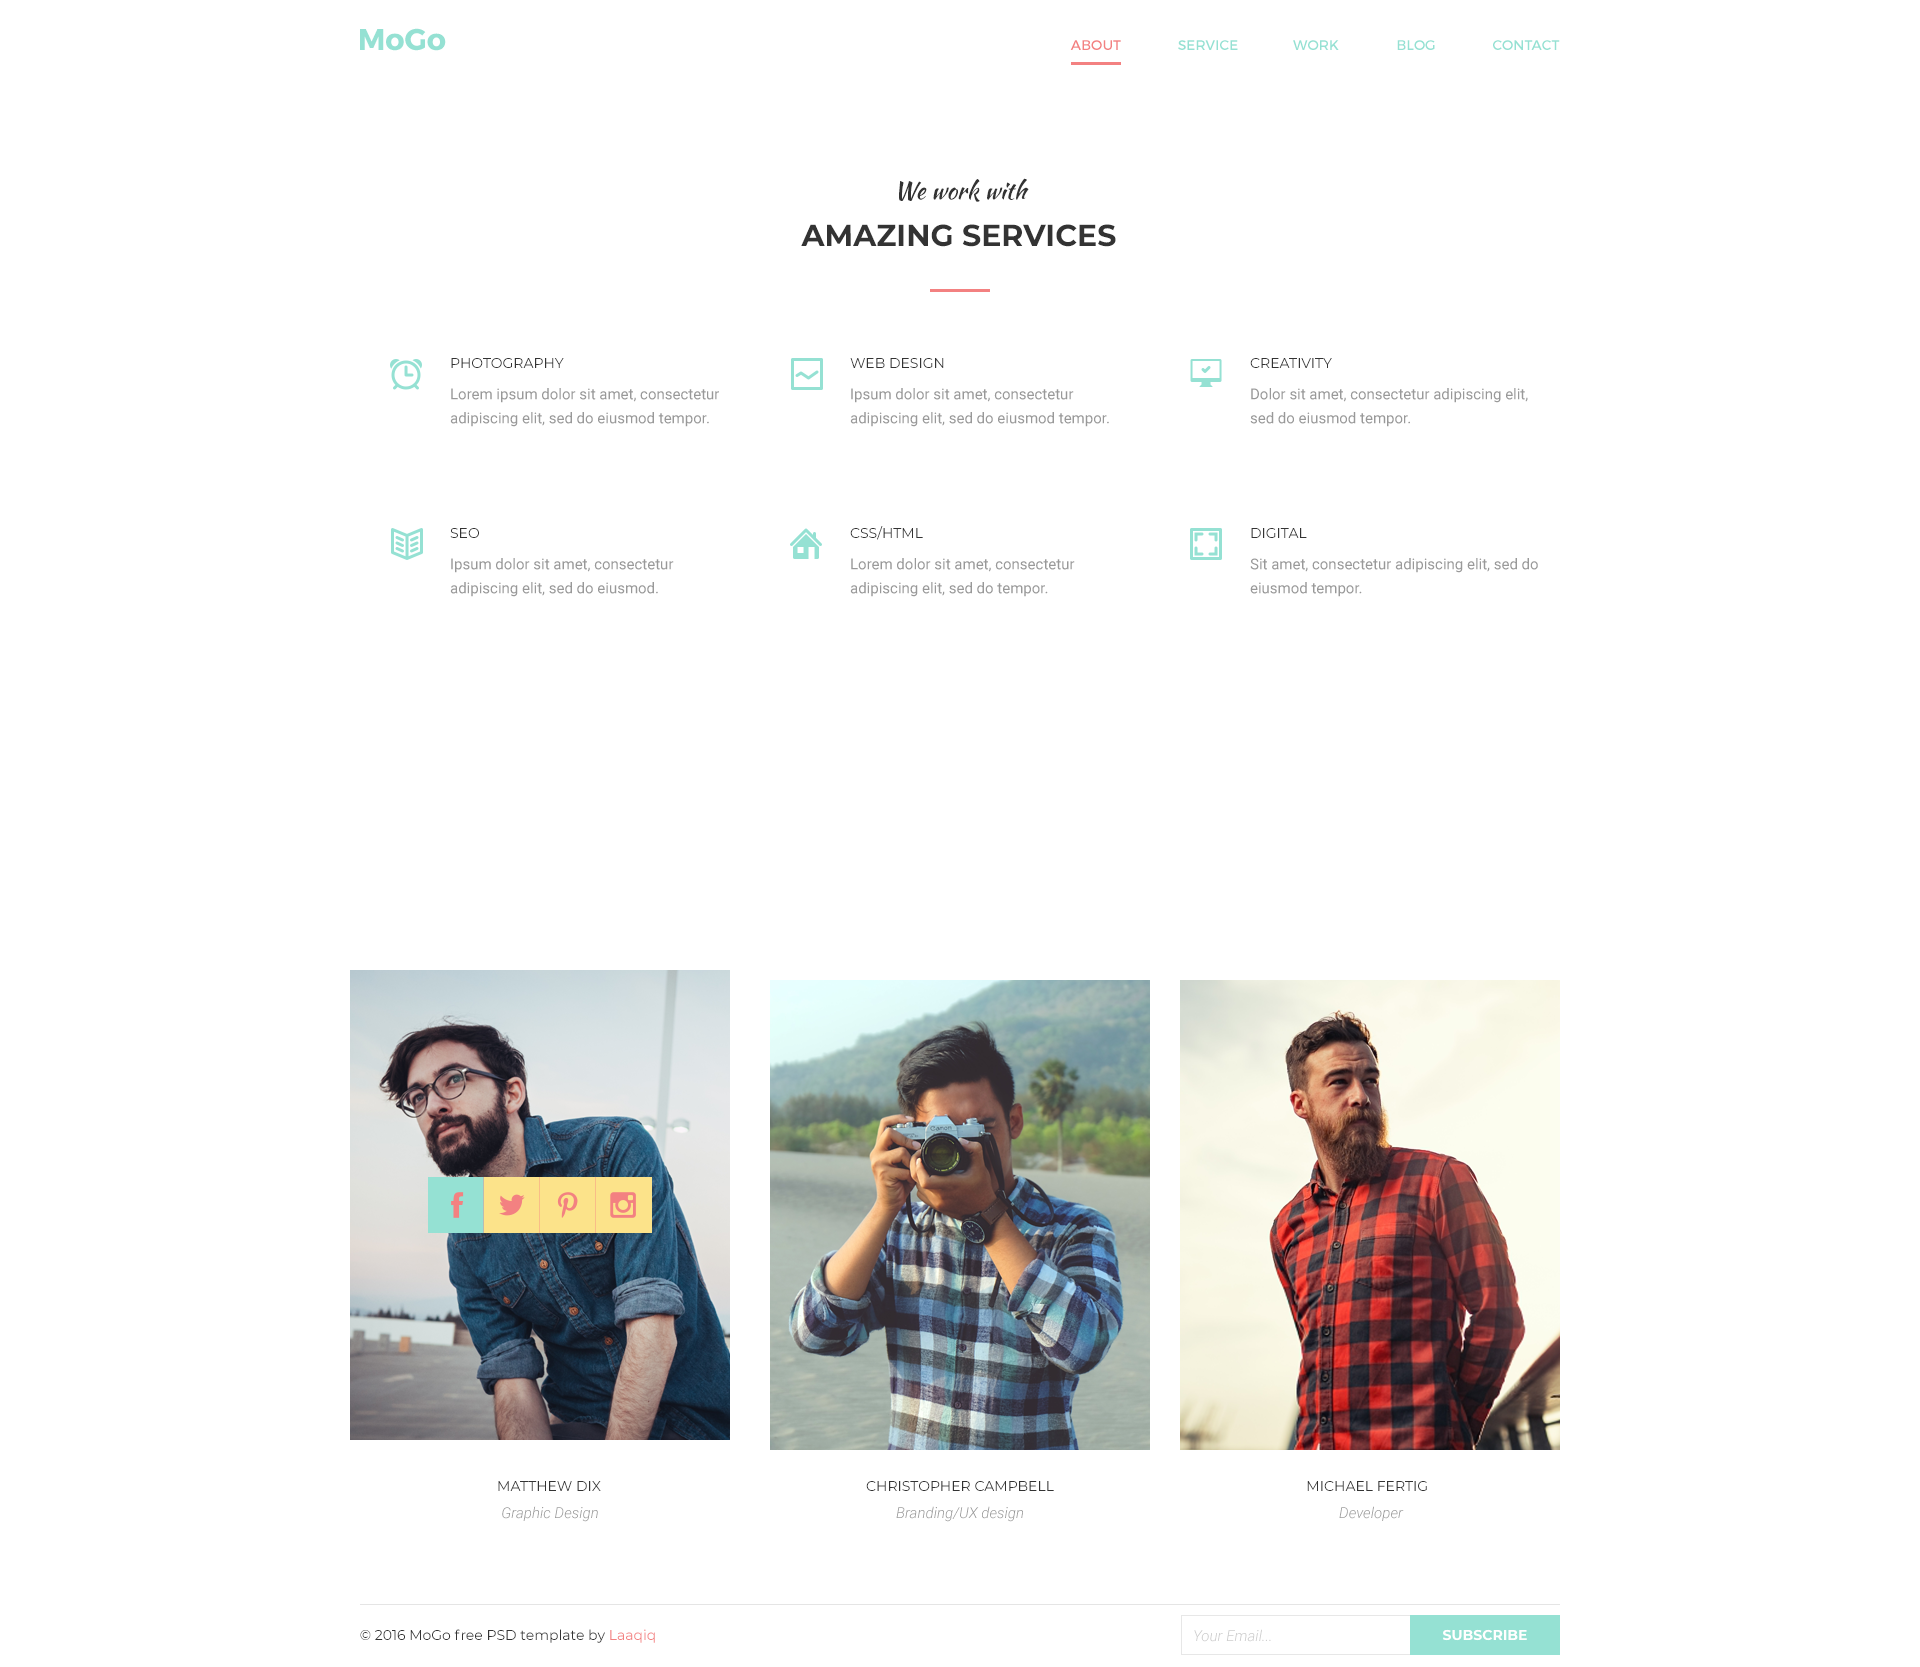 MoGo
ABOUT SERVICE WORK BLOG CONTACT
We work with
AMAZING SERVICES
PHOTOGRAPHY
Lorem ipsum dolor sit amet, consectetur
adipiscing elit, sed do eiusmod tempor.
WEB DESIGN
Ipsum dolor sit amet, consectetur
adipiscing elit, sed do eiusmod tempor.
CREATIVITY
Dolor sit amet, consectetur adipiscing elit,
sed do eiusmod tempor.
SEO
Ipsum dolor sit amet, consectetur
adipiscing elit, sed do eiusmod.
CSS/HTML
Lorem dolor sit amet, consectetur
adipiscing elit, sed do tempor.
DIGITAL
Sit amet, consectetur adipiscing elit, sed do
eiusmod tempor.
Canon
MATTHEW DIX
Graphic Design
CHRISTOPHER CAMPBELL
Branding/UX design
MICHAEL FERTIG
Developer
© 2016 MoGo free PSD template by Laaqiq
Your Email...
SUBSCRIBE